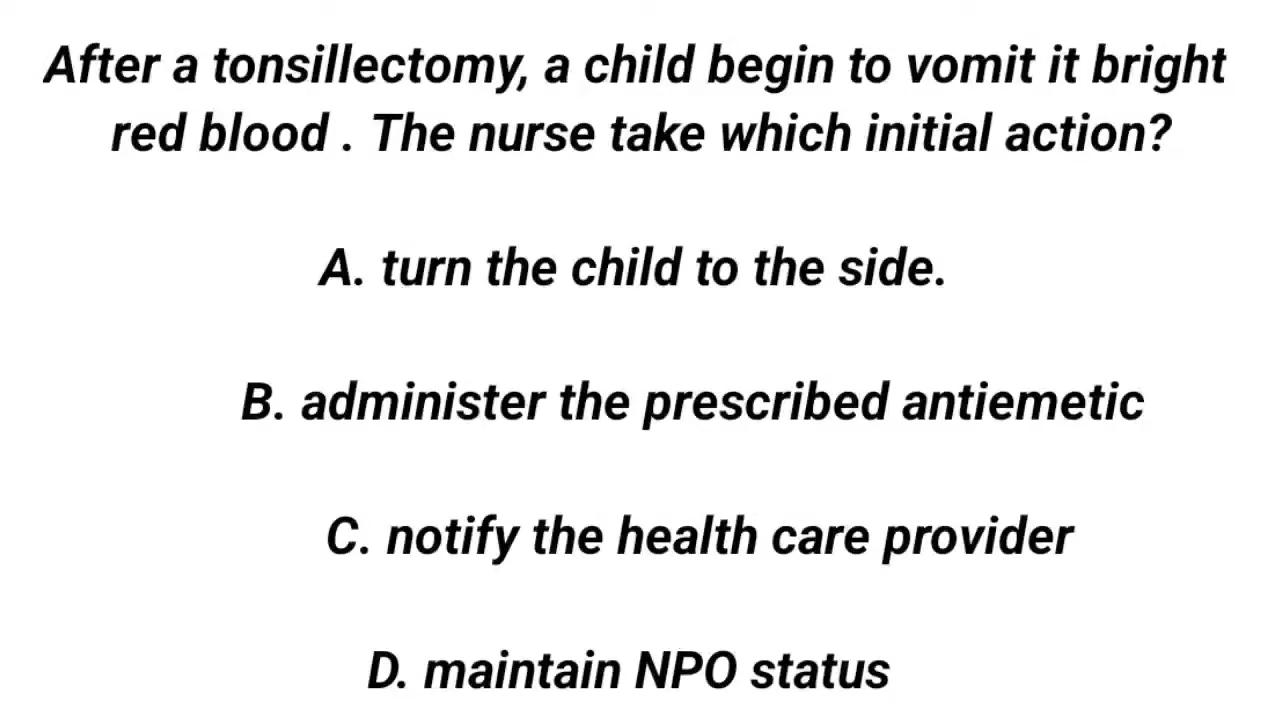 After a tonsillectomy, a child begin to vomit it bright
red blood . The nurse take which initial action?
A. turn the child to the side.
B. administer the prescribed antiemetic
C. notify the health care provider
D. maintain NPO status